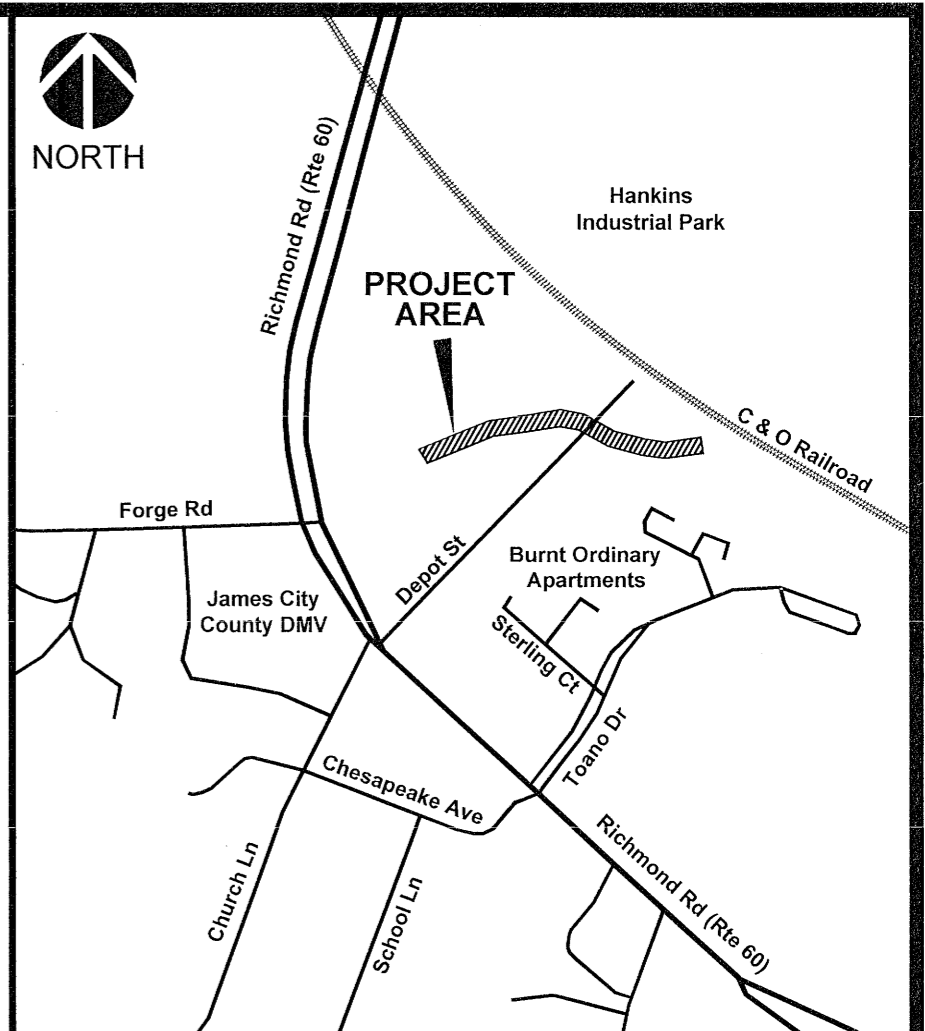 NORTH
Richmond Rd (Rte 60)
Hankins
Industrial Park
PROJECT
AREA
C & O Railroad
Forge Rd
Depot St
Burnt Ordinary
Apartments
James City
County DMV
Sterling Ct
Toano Dr
Chesapeake Ave
Richmond Rd (Rte 60)
Church Ln
School Ln